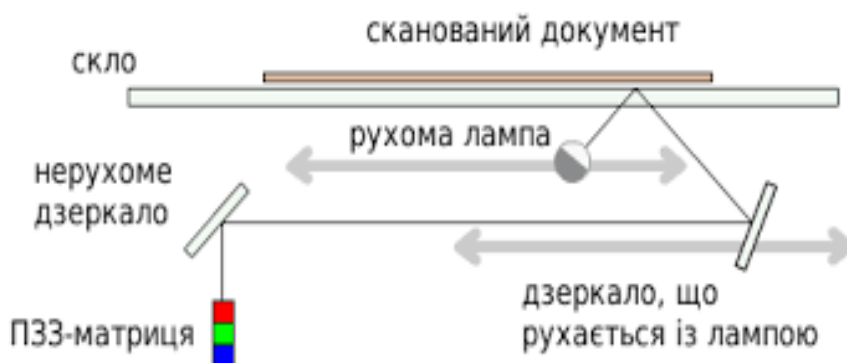 сканований документ
скло
рухома лампа
нерухоме
дзеркало
дзеркало, що
рухається із лампою
ПЗЗ-матриця